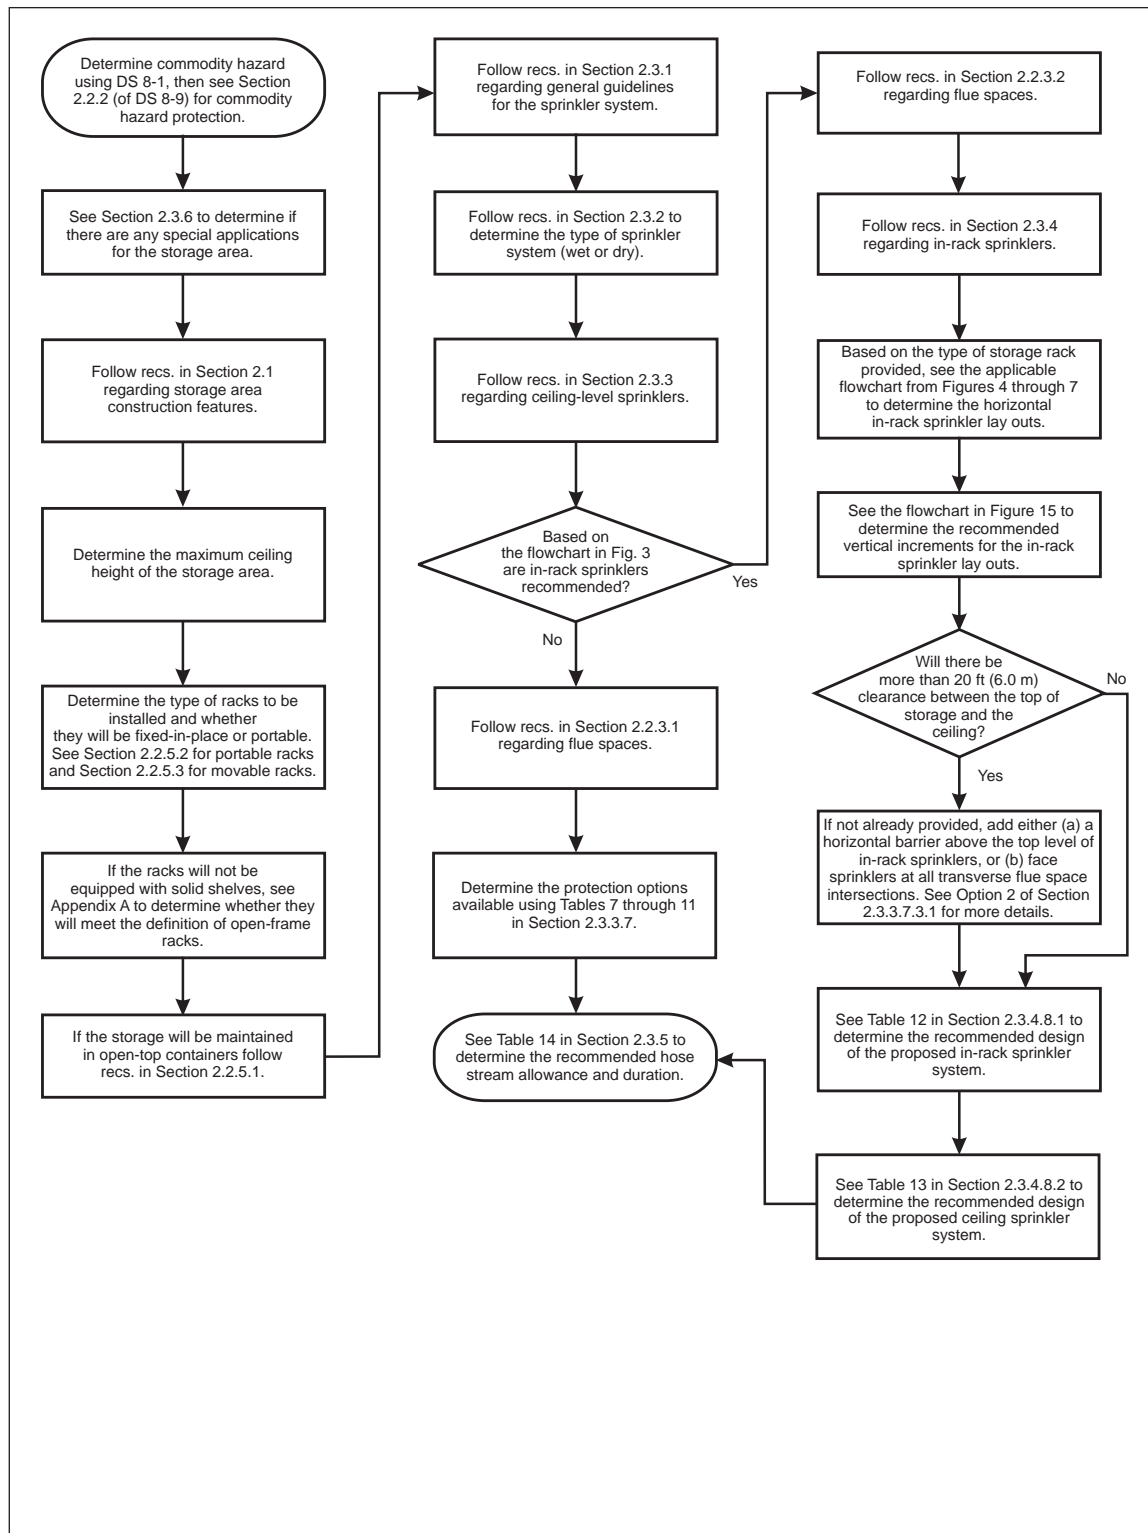 Determine commodity hazard
using DS 8-1, then see Section
2.2.2 (of DS 8-9) for commodity
hazard protection.
See Section 2.3.6 to determine if
there are any special applications
for the storage area.
Follow recs. in Section 2.1
regarding storage area
construction features.
Determine the maximum ceiling
height of the storage area.
Determine the type of racks to be
installed and whether
they will be fixed-in-place or portable.
See Section 2.2.5.2 for portable racks
and Section 2.2.5.3 for movable racks.
If the racks will not be
equipped with solid shelves, see
Appendix A to determine whether they
will meet the definition of open-frame
racks.
If the storage will be maintained
in open-top containers follow
recs. in Section 2.2.5.1.
Follow recs. in Section 2.3.1
regarding general guidelines
for the sprinkler system.
Follow recs. in Section 2.3.2 to
determine the type of sprinkler
system (wet or dry).
Follow recs. in Section 2.3.3
regarding ceiling-level sprinklers.
Based on
the flowchart in Fig. 3
are in-rack sprinklers
recommended?
Yes
No
Follow recs. in Section 2.2.3.1
regarding flue spaces.
Determine the protection options
available using Tables 7 through 11
in Section 2.3.3.7.
See Table 14 in Section 2.3.5 to
determine the recommended hose
stream allowance and duration.
Follow recs. in Section 2.2.3.2
regarding flue spaces.
Follow recs. in Section 2.3.4
regarding in-rack sprinklers.
Based on the type of storage rack
provided, see the applicable
flowchart from Figures 4 through 7
to determine the horizontal
in-rack sprinkler lay outs.
See the flowchart in Figure 15 to
determine the recommended
vertical increments for the in-rack
sprinkler lay outs.
Will there be
more than 20 ft (6.0 m)
clearance between the top of
storage and the
ceiling?
No
Yes
If not already provided, add either (a) a
horizontal barrier above the top level of
in-rack sprinklers, or (b) face
sprinklers at all transverse flue space
intersections. See Option 2 of Section
2.3.3.7.3.1 for more details.
See Table 12 in Section 2.3.4.8.1 to
determine the recommended design
of the proposed in-rack sprinkler
system.
See Table 13 in Section 2.3.4.8.2 to
determine the recommended design
of the proposed ceiling sprinkler
system.